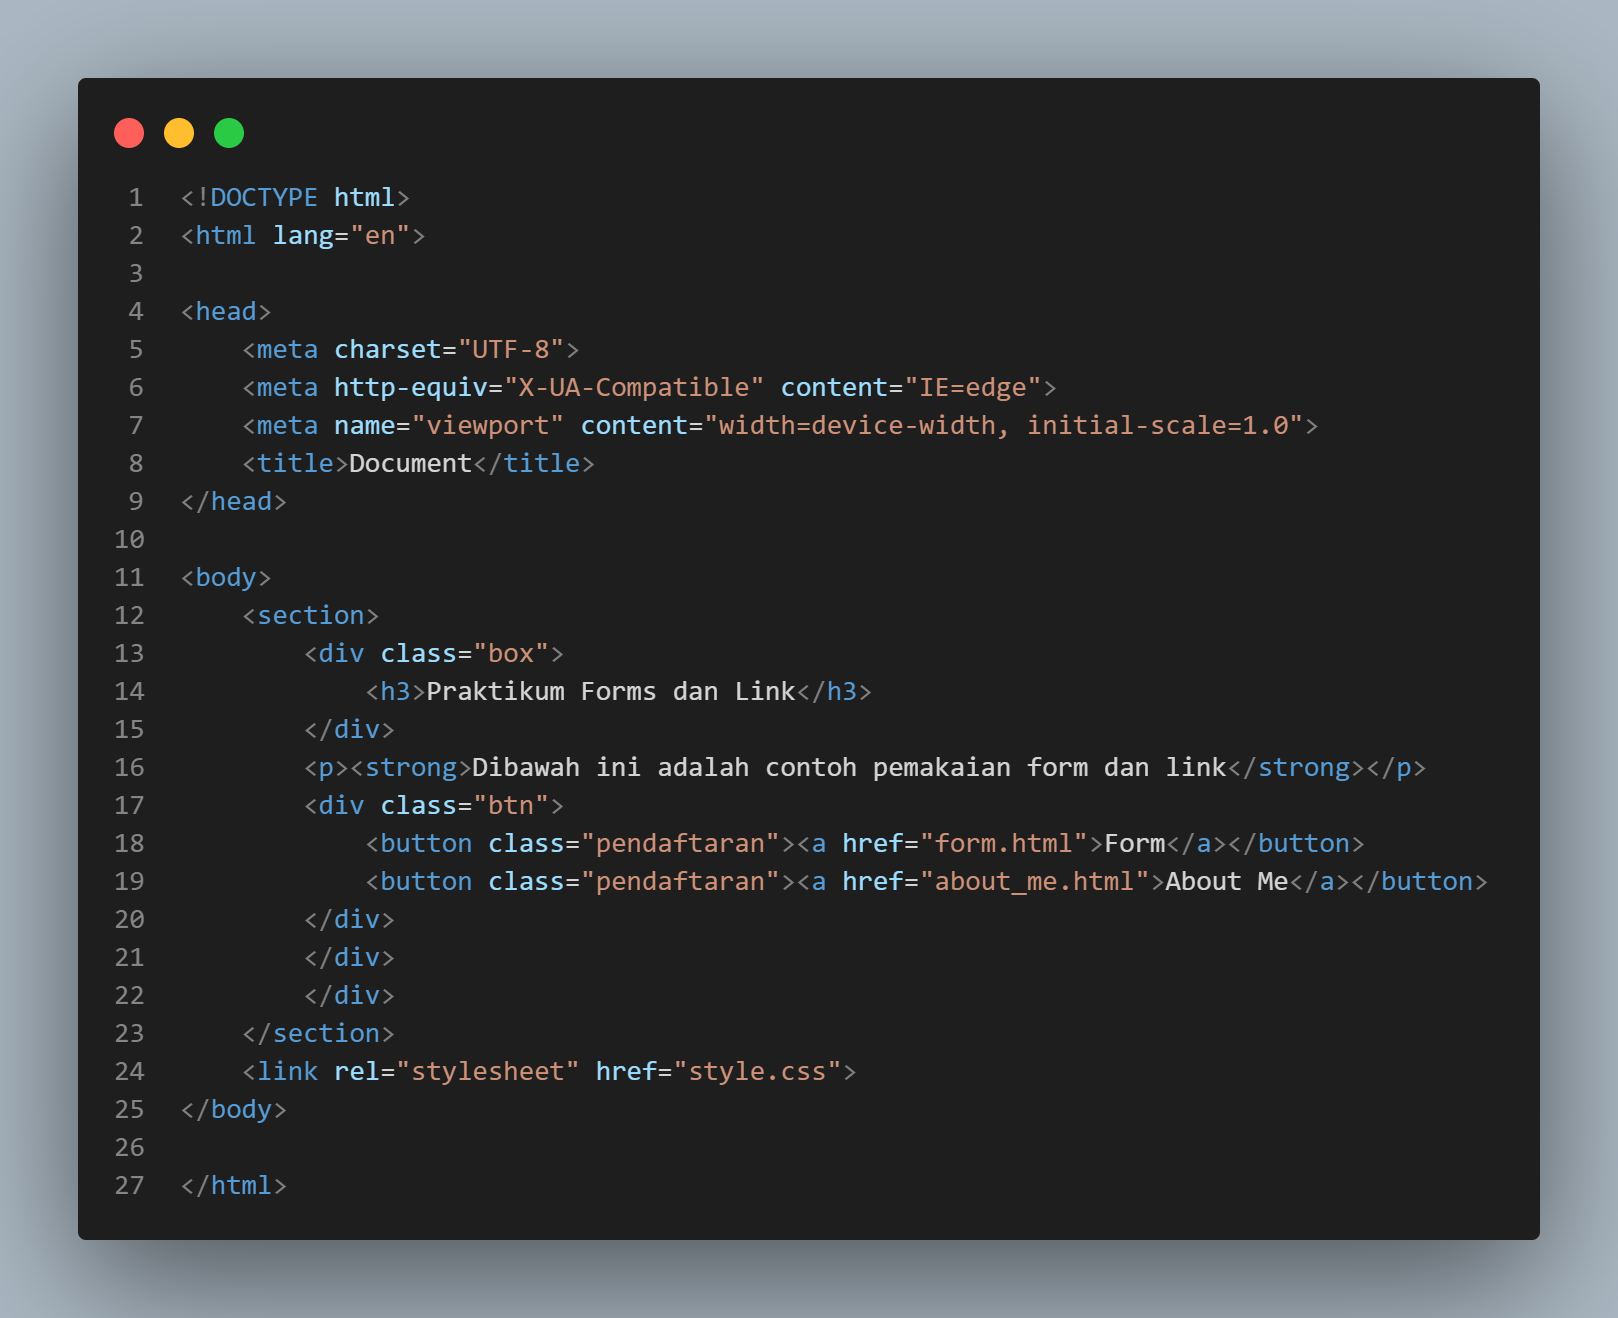 1 <!DOCTYPE html>
2 <html lang="en">
3
4 <head>
5     <meta charset="UTF-8">
6     <meta http-equiv="X-UA-Compatible" content="IE=edge">
7     <meta name="viewport" content="width=device-width, initial-scale=1.0">
8     <title>Document</title>
9 </head>
10
11 <body>
12     <section>
13         <div class="box">
14             <h3>Praktikum Forms dan Link</h3>
15         </div>
16         <p><strong>Dibawah ini adalah contoh pemakaian form dan link</strong></p>
17         <div class="btn">
18             <button class="pendaftaran"><a href="form.html">Form</a></button>
19             <button class="pendaftaran"><a href="about_me.html">About Me</a></button>
20         </div>
21         </div>
22         </div>
23     </section>
24     <link rel="stylesheet" href="style.css">
25 </body>
26
27 </html>